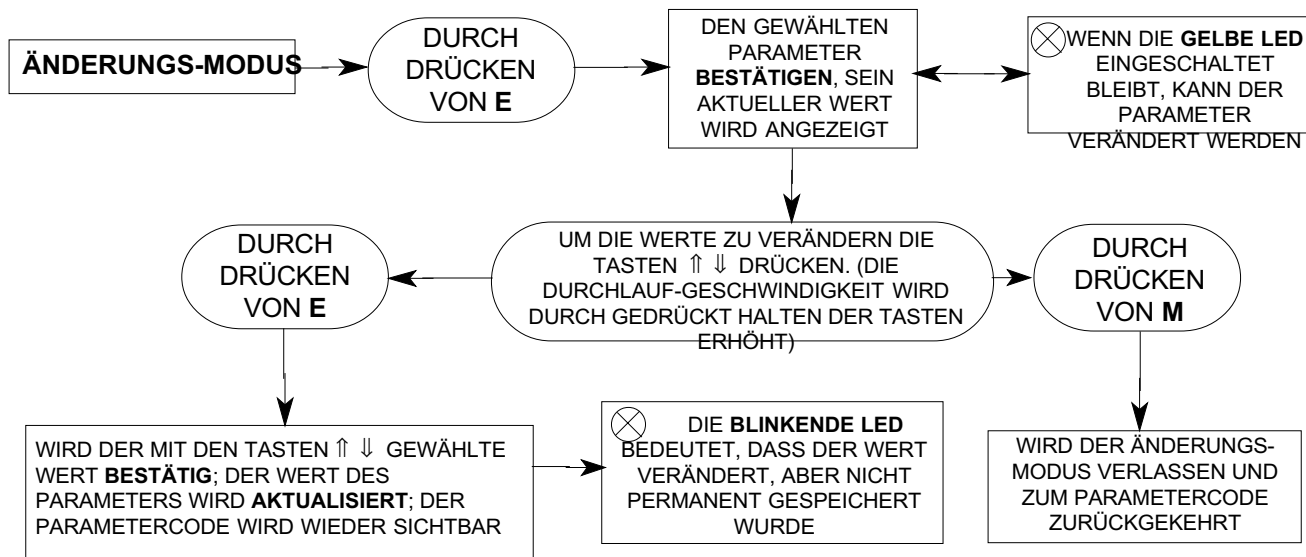 ÄNDERUNGS-MODUS
DURCH
DRÜCKEN
VON E
DEN GEWÄHLTEN
PARAMETER
BESTÄTIGEN, SEIN
AKTUELLER WERT
WIRD ANGEZEIGT
WENN DIE GELBE LED
EINGESCHALTET
BLEIBT, KANN DER
PARAMETER
VERÄNDERT WERDEN
DURCH
DRÜCKEN
VON E
UM DIE WERTE ZU VERÄNDERN DIE
TASTEN ⇑ ⇓ DRÜCKEN. (DIE
DURCHLAUF-GESCHWINDIGKEIT WIRD
DURCH GEDRÜCKT HALTEN DER TASTEN
ERHÖHT)
DURCH
DRÜCKEN
VON M
WIRD DER MIT DEN TASTEN ⇑ ⇓ GEWÄHLTE
WERT BESTÄTIG; DER WERT DES
PARAMETERS WIRD AKTUALISIERT; DER
PARAMETERCODE WIRD WIEDER SICHTBAR
DIE BLINKENDE LED
BEDEUTET, DASS DER WERT
VERÄNDERT, ABER NICHT
PERMANENT GESPEICHERT
WURDE
WIRD DER ÄNDERUNGS-
MODUS VERLASSEN UND
ZUM PARAMETERCODE
ZURÜCKGEKEHRT